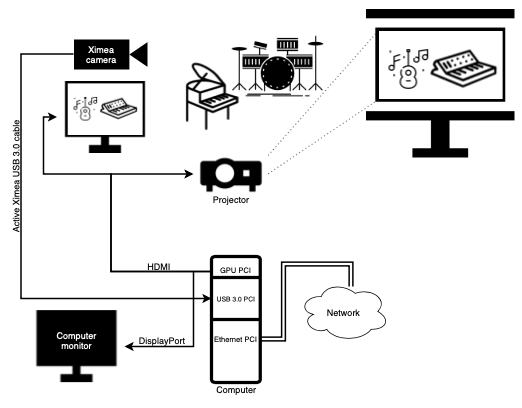 Ximea
camera
Active Ximea USB 3.0 cable
Projector
HDMI
GPU PCI
USB 3.0 PCI
Network
Computer
monitor
DisplayPort
Ethernet PCI
Computer